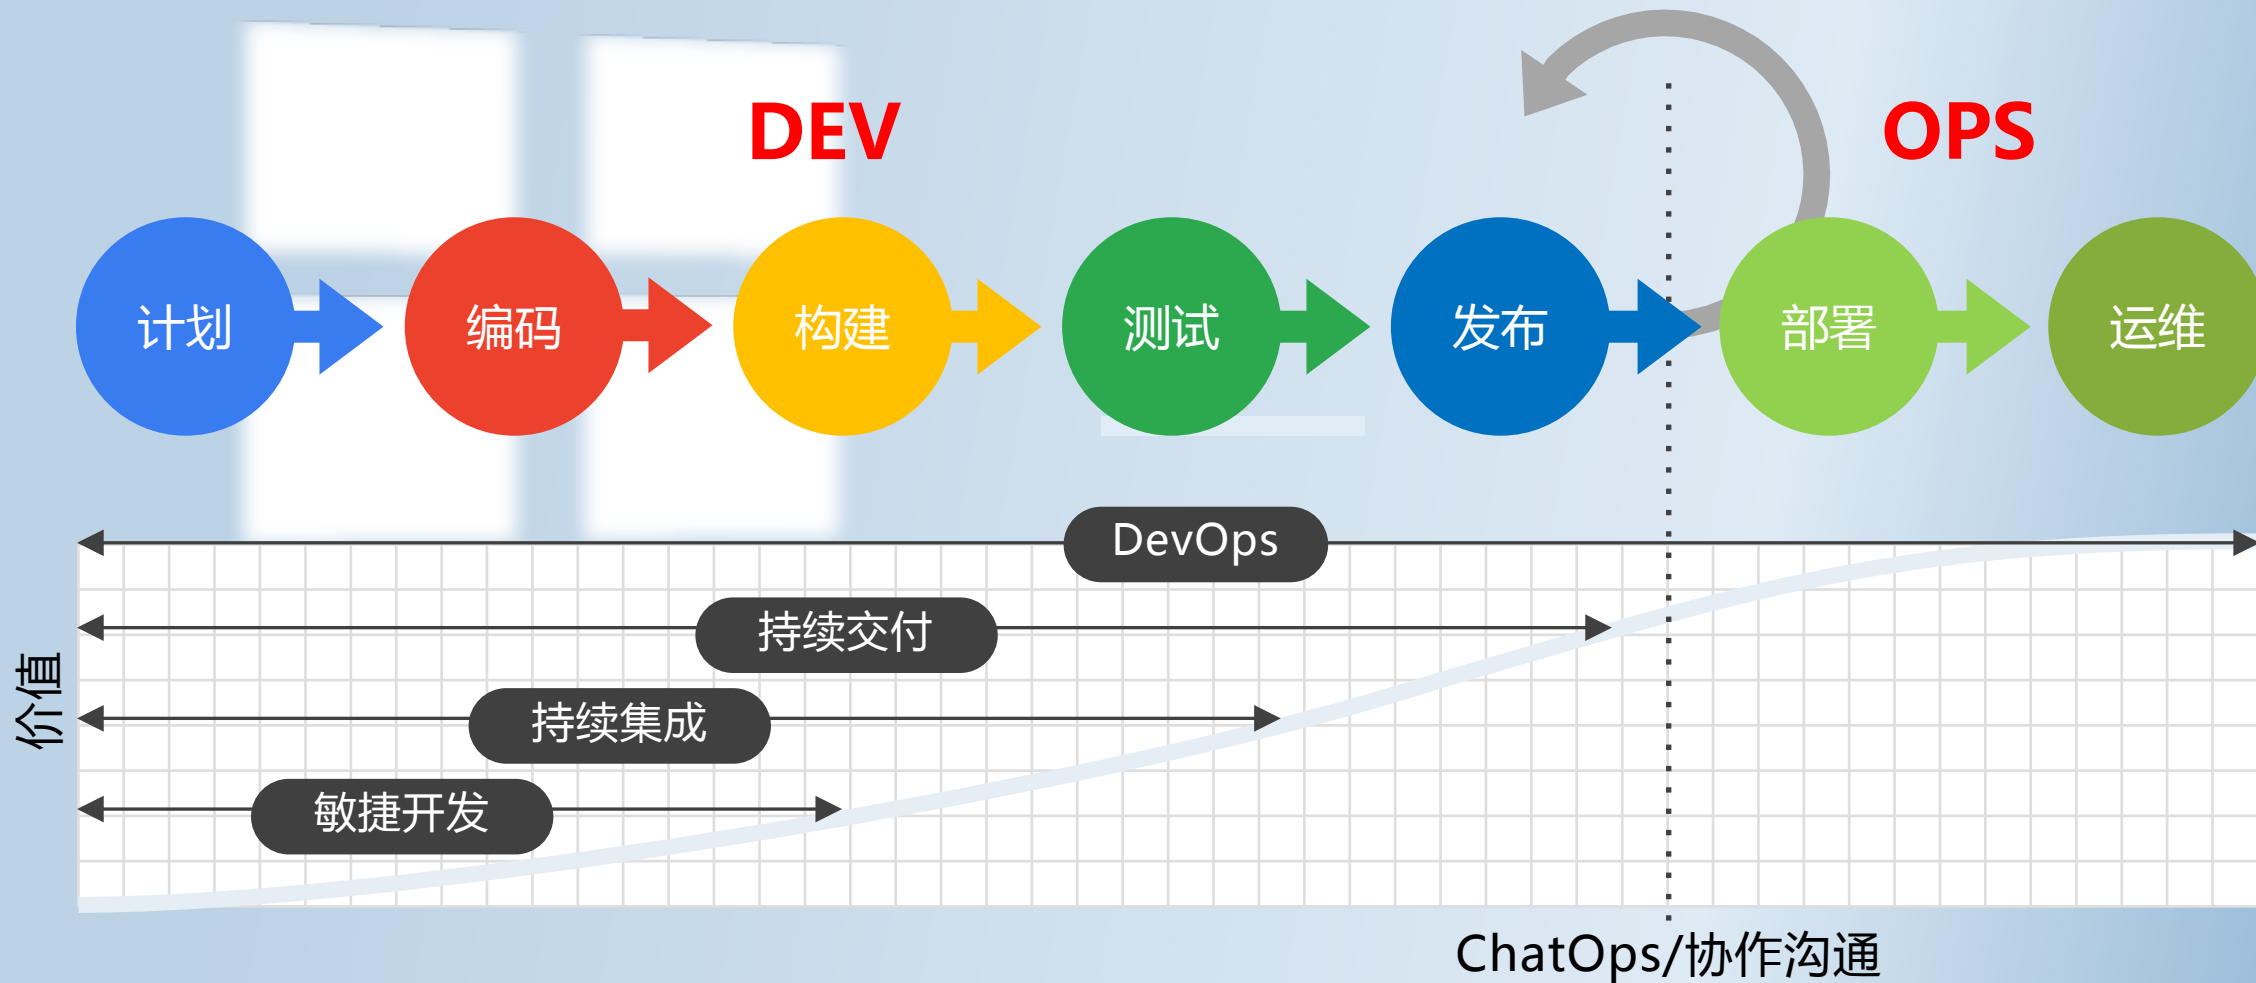 DEV
OPS
计划
编码
构建
测试
发布
部署
运维
DevOps
持续交付
持续集成
敏捷开发
价值
ChatOps/协作沟通